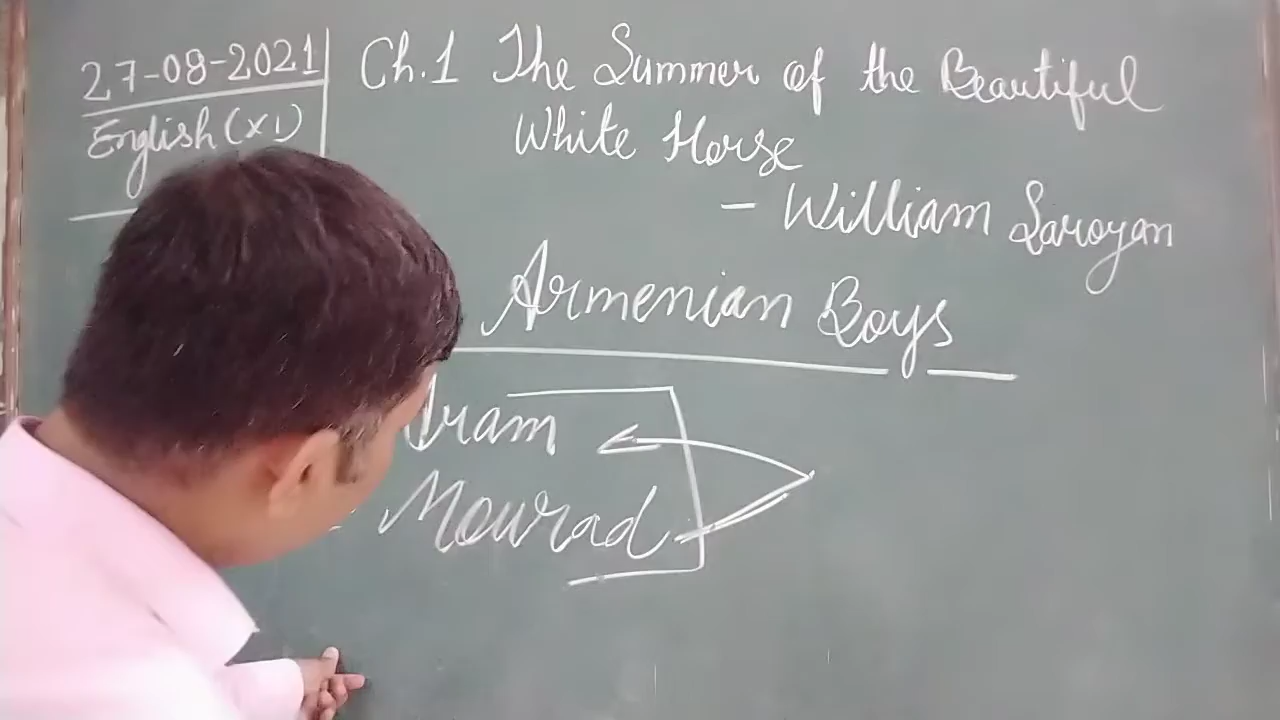 27-08-2021
English (XI)
Ch.1 The Summer of the Beautiful
White Horse
- William Saroyan
Armenian Boys
Aram
Mourad